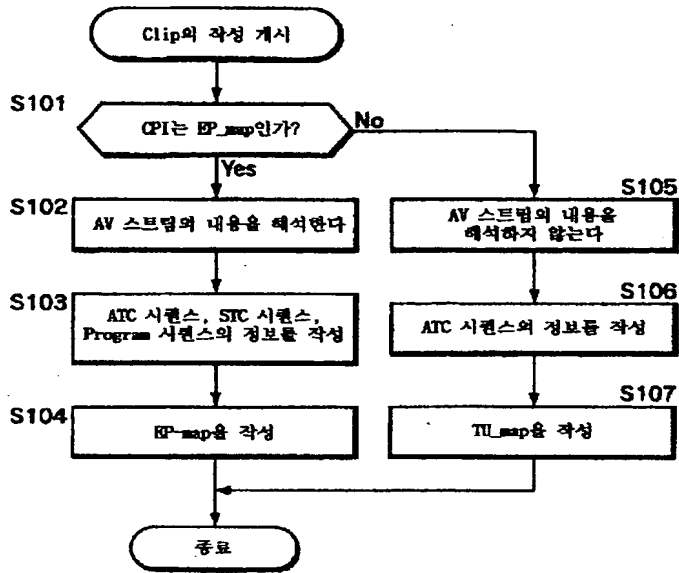 Clip의 작성 개시
S101
CPI는 EP_map인가?
No
Yes
S102
AV 스트림의 내용을 해석한다
S105
AV 스트림의 내용을
해석하지 않는다
S103
ATC 시퀀스, STC 시퀀스,
Program 시퀀스의 정보를 작성
S106
ATC 시퀀스의 정보를 작성
S104
EP-map을 작성
S107
TU_map을 작성
종료